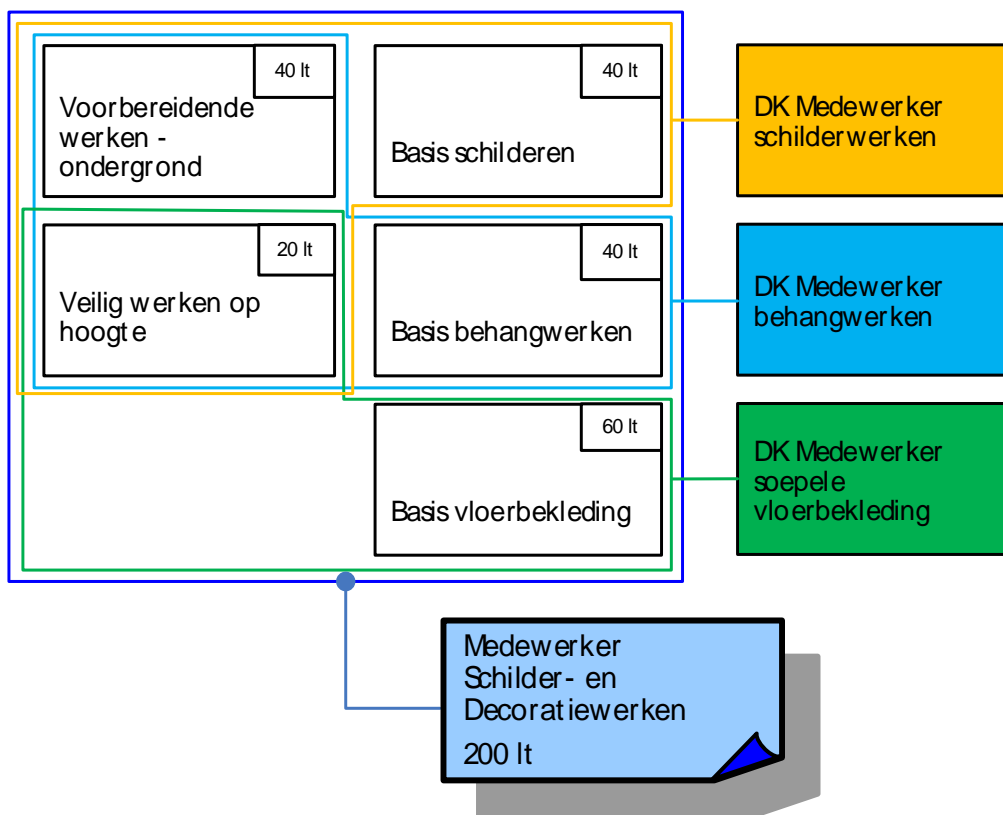 40 lt
Voorbereidende
werken -
ondergrond
40 lt
Basis schilderen
DK Medewerker
schilderwerken
20 lt
Veilig werken op
hoogte
40 lt
Basis behangwerken
DK Medewerker
behangwerken
60 lt
Basis vloerbekleding
DK Medewerker
soepele
vloerbekleding
Medewerker
Schilder- en
Decoratiewerken
200 lt